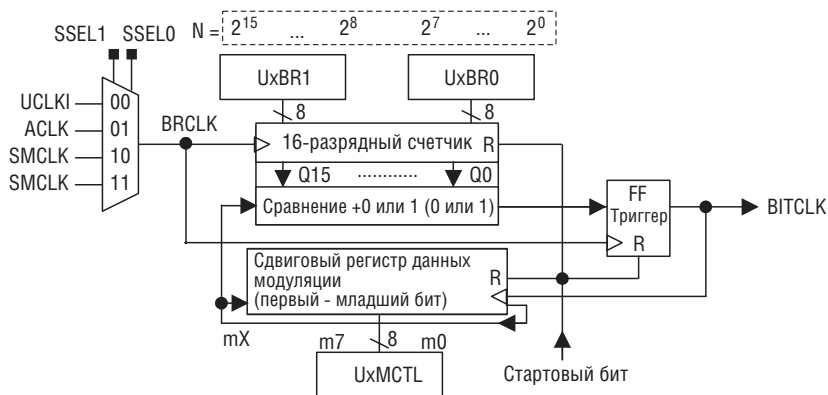 SSEL1 SSEL0 N = 2^15 ... 2^8 2^7 ... 2^0
UxBR1 UxBR0
UCLKI 00
ACLK 01
SMCLK 10
SMCLK 11
BRCLK
8 8
16-разрядный счетчик R
Q15 ............ Q0
Сравнение +0 или 1 (0 или 1)
FF
Триггер
R
BITCLK
Сдвиговый регистр данных
модуляции
(первый - младший бит)
R
mX
m7 8 m0
UxMCTL
Стартовый бит